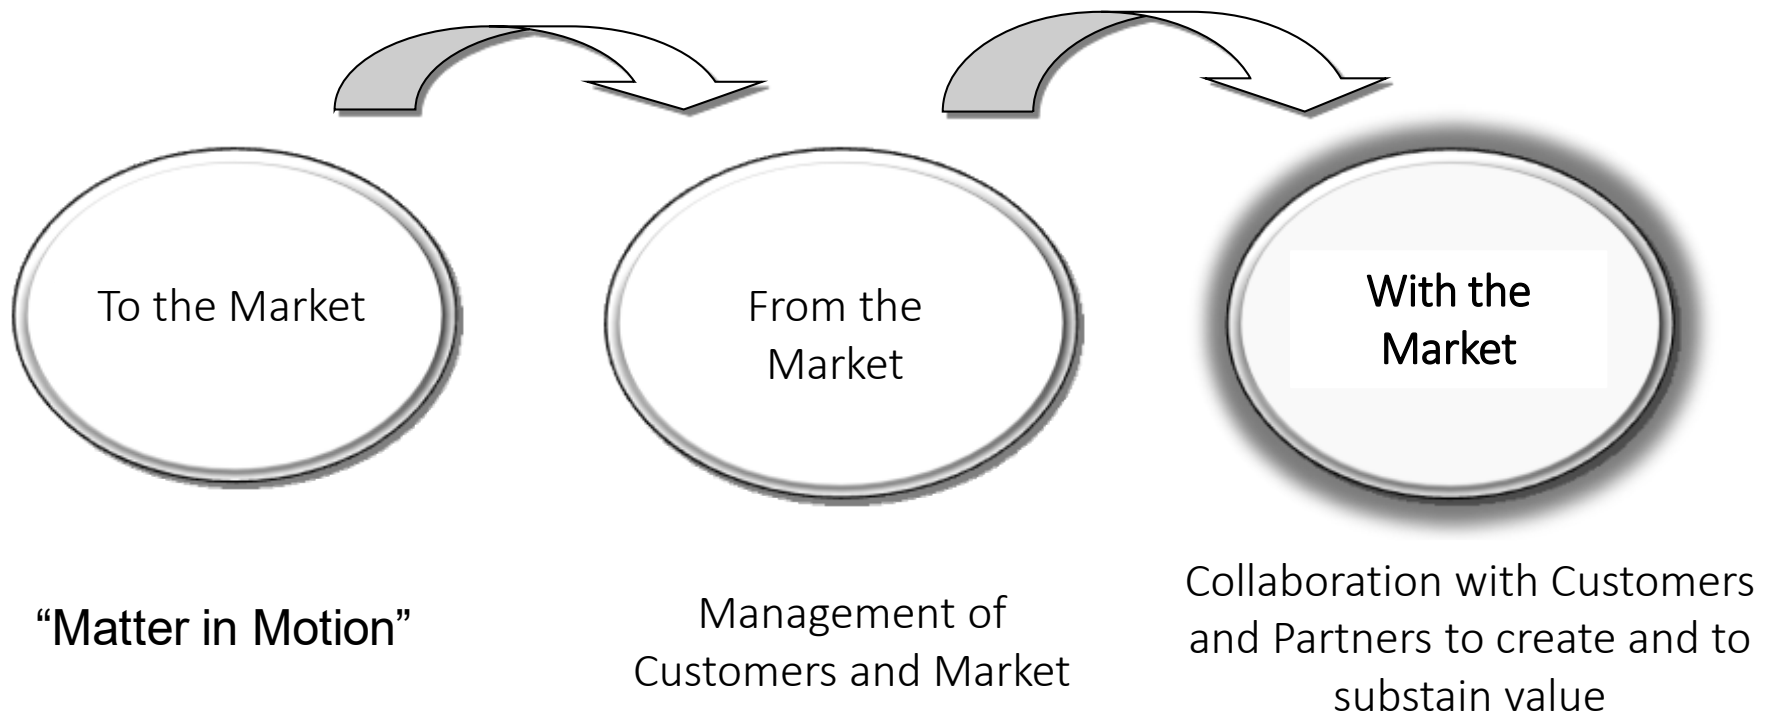 To the Market
From the
Market
With the
Market
“Matter in Motion”
Management of
Customers and Market
Collaboration with Customers
and Partners to create and to
substain value